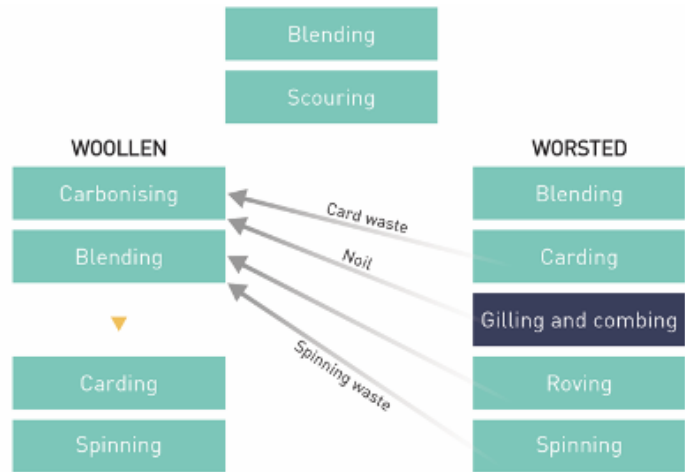 Blending
Scouring
WOOLLEN
WORSTED
Carbonising
Blending
Card waste
Blending
Noil
Carding
Gilling and combing
Carding
Spinning waste
Roving
Spinning
Spinning